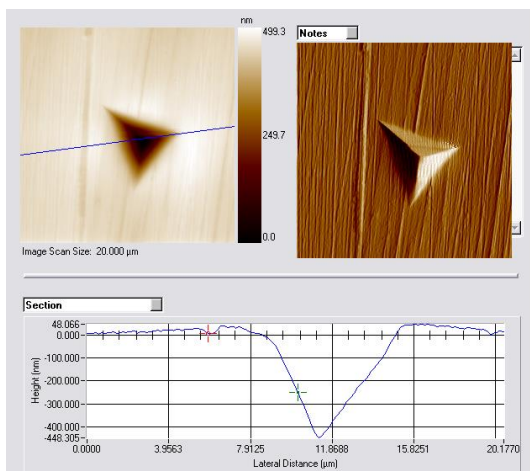 nm
499.3
249.7
0.0
Notes
Image Scan Size: 20.000 µm
Section
Height (nm)
48.066
0.000
-100.000
-200.000
-300.000
-400.000
-448.305
0.0000 3.9563 7.9125 11.8688 15.8251 20.1770
Lateral Distance (µm)